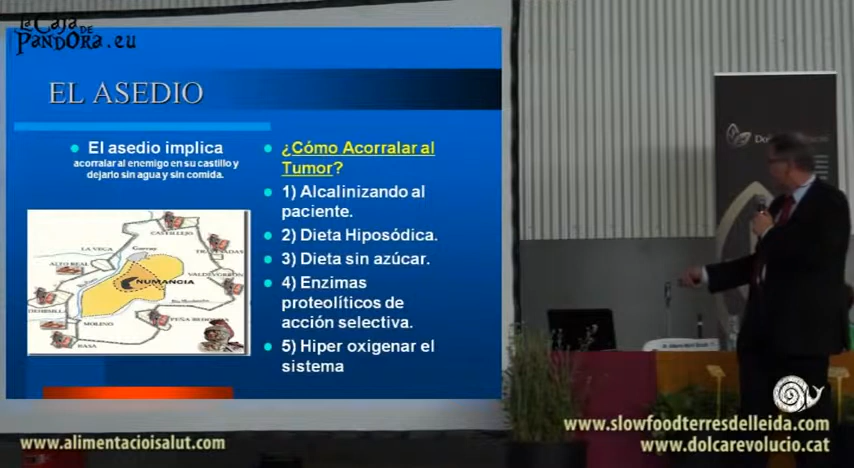 La Caja
DE
PANDORA.eu
EL ASEDIO
El asedio implica
acorralar al enemigo en su castillo y
dejarlo sin agua y sin comida.
¿Cómo Acorralar al
Tumor?
1) Alcalinizando al
paciente.
2) Dieta Hiposódica.
3) Dieta sin azúcar.
4) Enzimas
proteolíticos de
acción selectiva.
5) Hiper oxigenar el
sistema
CASTILLEJO
LA VEGA
Garray
ALTO REAL
VALDEVORRON
NUMANCIA
DEHESILLA
MOLINO
PEÑA REDONDA
RASA
www.alimentacioisalut.com
www.slowfoodterresdelleida.com
www.dolcarevolucio.cat